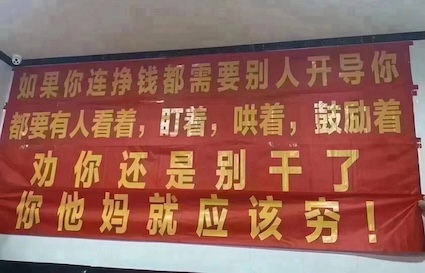 如果你连挣钱都需要别人开导你
都要有人看着，盯着，哄着，鼓励着
劝你还是别干了
你他妈就应该穷！